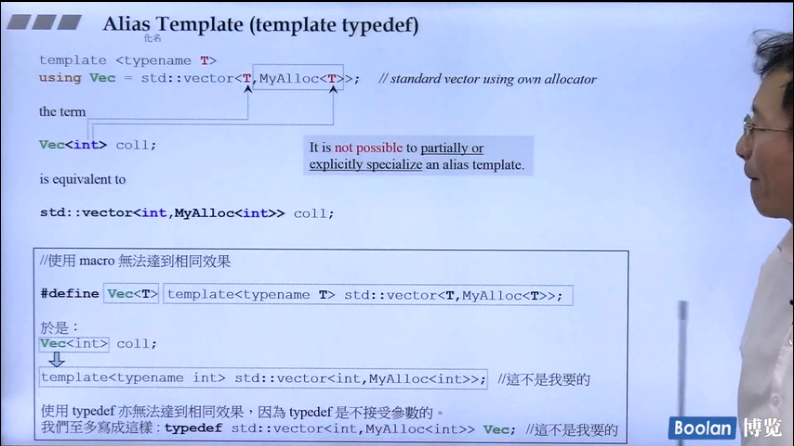 Alias Template (template typedef)
化名
template <typename T>
using Vec = std::vector<T,MyAlloc<T>>; // standard vector using own allocator
the term
Vec<int> coll;
It is not possible to partially or
explicitly specialize an alias template.
is equivalent to
std::vector<int,MyAlloc<int>> coll;
//使用 macro 無法達到相同效果
#define Vec<T> template<typename T> std::vector<T,MyAlloc<T>>;
於是：
Vec<int> coll;
template<typename int> std::vector<int,MyAlloc<int>>; //這不是我要的
使用 typedef 亦無法達到相同效果，因為 typedef 是不接受參數的。
我們至多寫成這樣：typedef std::vector<int,MyAlloc<int>> Vec; //這不是我要的
Boolan 博览